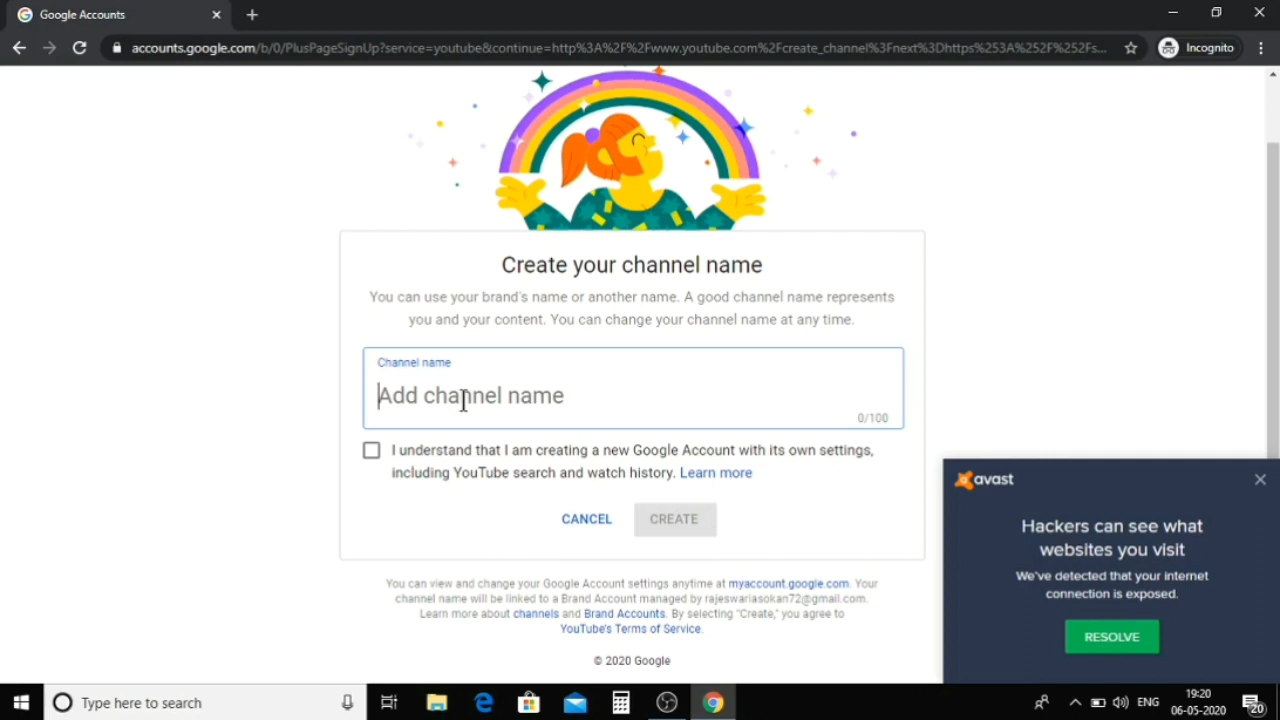 Google Accounts
accounts.google.com/b/0/PlusPageSignUp?service=youtube&continue=http%3A%2F%2Fwww.youtube.com%2Fcreate_channel%3Fnext%3Dhttps%253A%252F%252Fs...
Incognito
Create your channel name
You can use your brand's name or another name. A good channel name represents
you and your content. You can change your channel name at any time.
Channel name
Add channel name
0/100
I understand that I am creating a new Google Account with its own settings,
including YouTube search and watch history. Learn more
CANCEL
CREATE
You can view and change your Google Account settings anytime at myaccount.google.com. Your
channel name will be linked to a Brand Account managed by rajeswariasokan72@gmail.com.
Learn more about channels and Brand Accounts. By selecting "Create," you agree to
YouTube's Terms of Service.
© 2020 Google
avast
Hackers can see what
websites you visit
We've detected that your internet
connection is exposed.
RESOLVE
Type here to search
ENG
19:20
06-05-2020
20